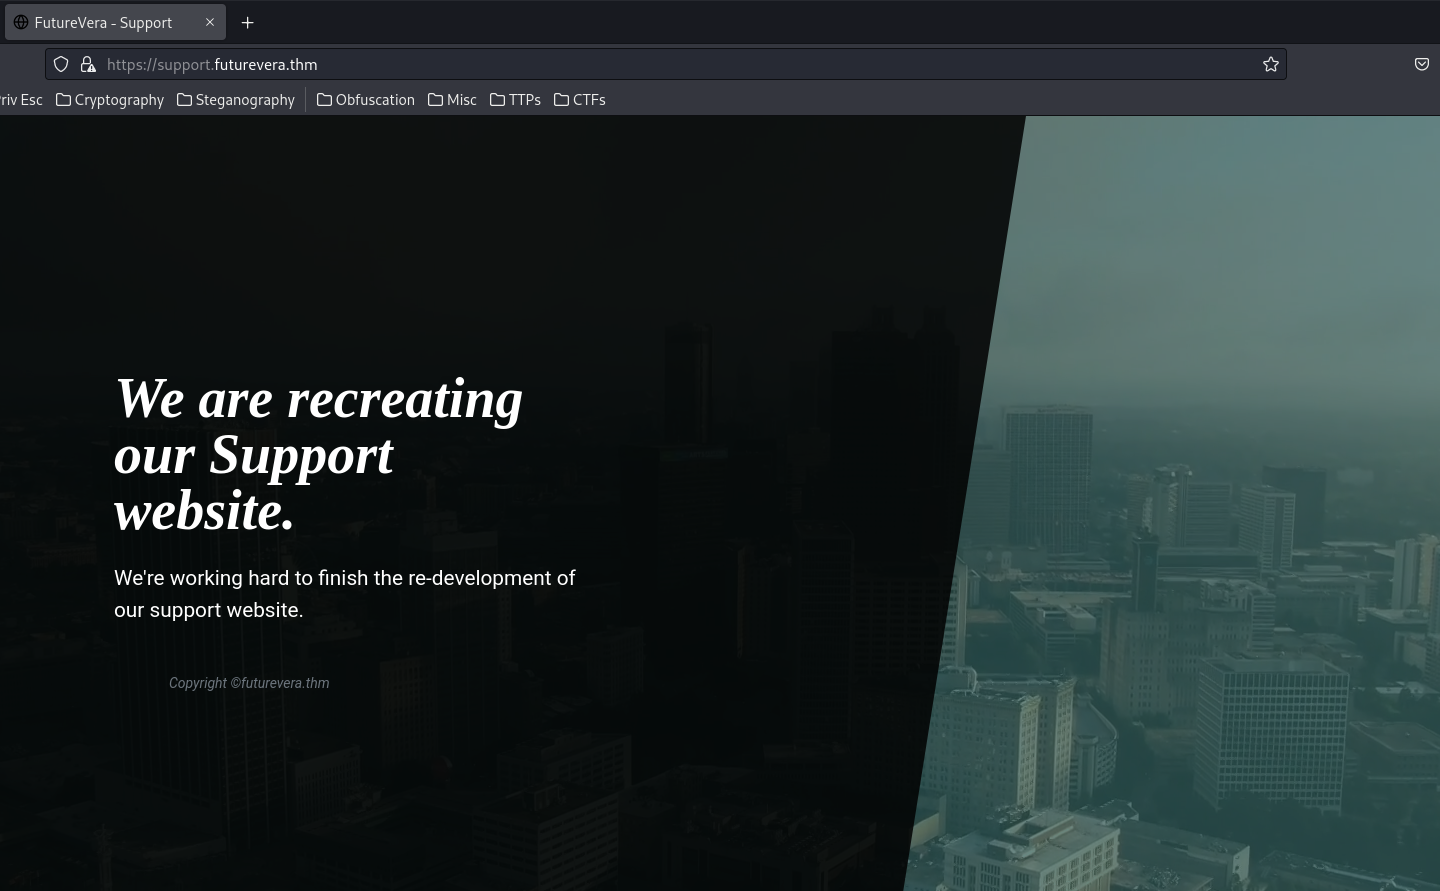 FutureVera - Support
https://support.futurevera.thm
riv Esc Cryptography Steganography Obfuscation Misc TTPs CTFs
We are recreating
our Support
website.
We're working hard to finish the re-development of
our support website.
Copyright ©futurevera.thm